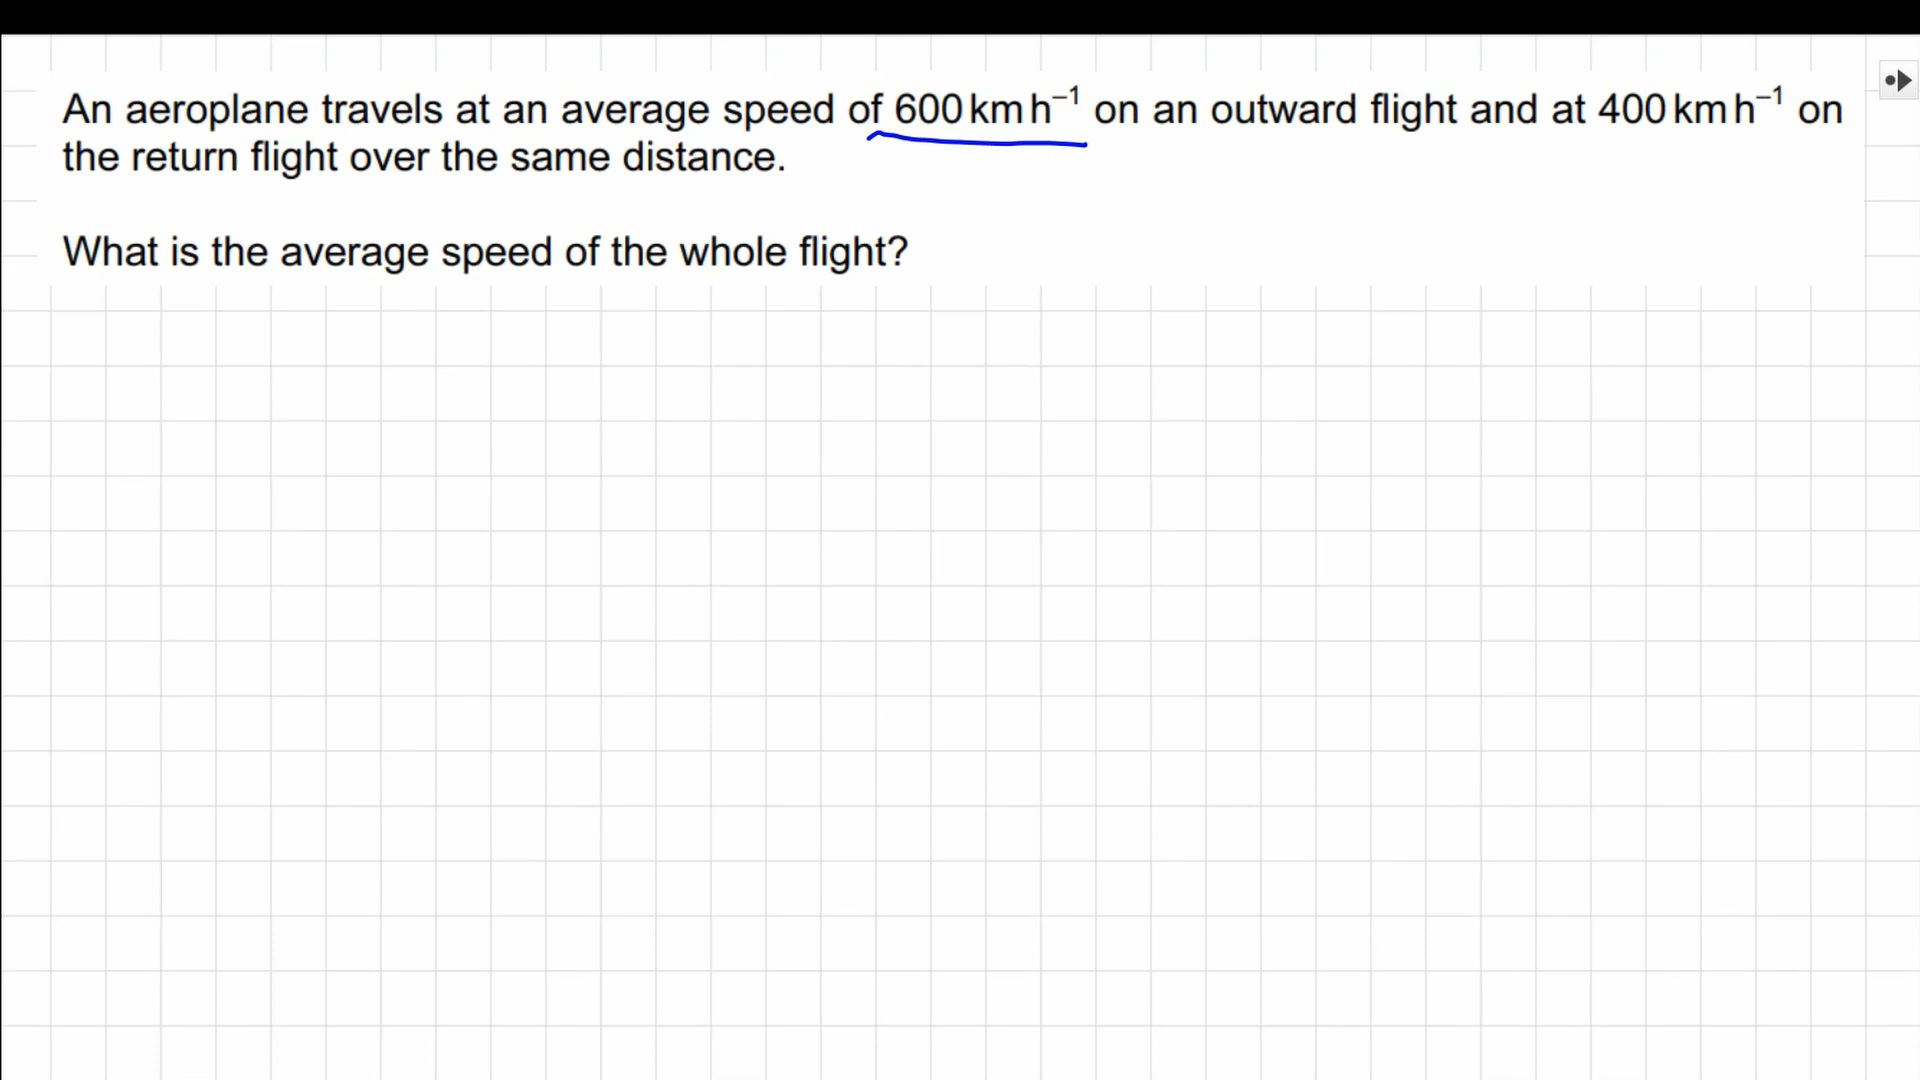 An aeroplane travels at an average speed of 600 km h⁻¹ on an outward flight and at 400 km h⁻¹ on
the return flight over the same distance.
What is the average speed of the whole flight?